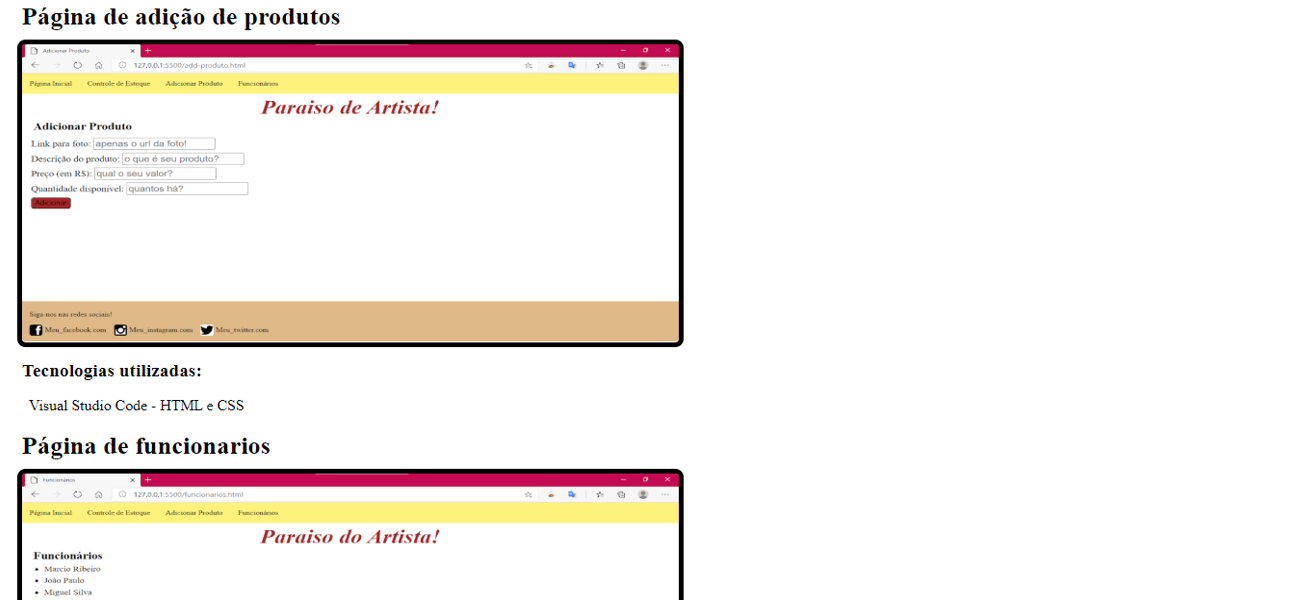 Página de adição de produtos
Adicionar Produto
127.0.0.1:5500/add-produto.html
Página Inicial Controle de Estoque Adicionar Produto Funcionários
Paraiso de Artista!
Adicionar Produto
Link para foto: apenas o url da foto!
Descrição do produto: o que é seu produto?
Preço (em R$): qual o seu valor?
Quantidade disponível: quantos há?
Adicionar
Siga-nos nas redes sociais!
Meu_facebook.com Meu_instagram.com Meu_twitter.com
Tecnologias utilizadas:
Visual Studio Code - HTML e CSS
Página de funcionarios
Funcionários
127.0.0.1:5500/funcionarios.html
Página Inicial Controle de Estoque Adicionar Produto Funcionários
Paraiso do Artista!
Funcionários
Marcio Ribeiro
João Paulo
Miguel Silva